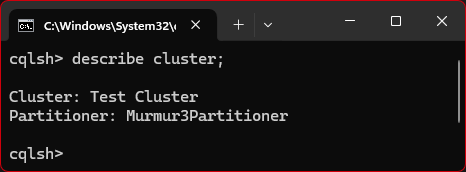 C:\Windows\System32\c
cqlsh> describe cluster;
Cluster: Test Cluster
Partitioner: Murmur3Partitioner
cqlsh>